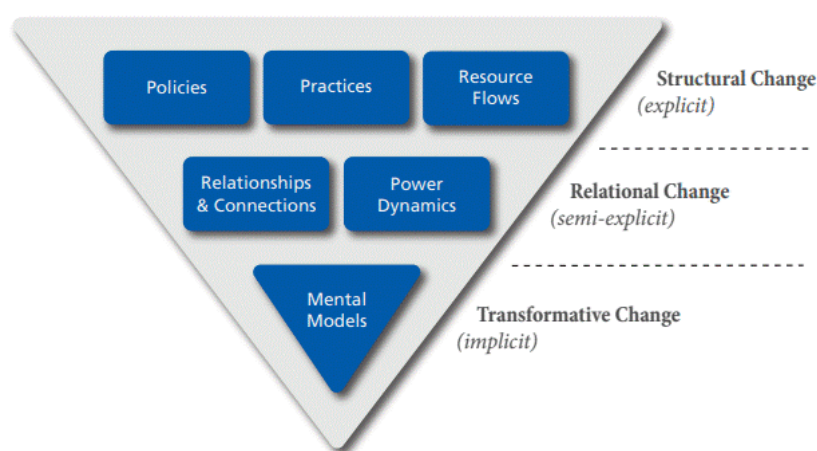 Policies
Practices
Resource
Flows
Structural Change
(explicit)
Relationships
& Connections
Power
Dynamics
Relational Change
(semi-explicit)
Mental
Models
Transformative Change
(implicit)